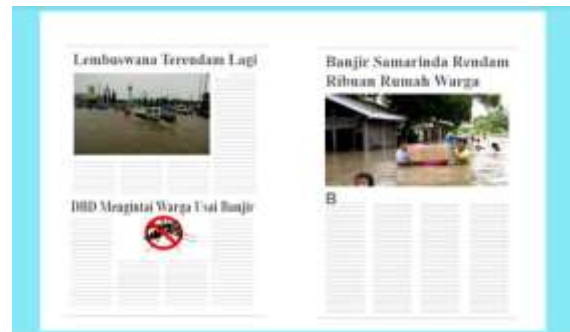 Lembuswana Terendam Lagi
DBD Mengintai Warga Usai Banjir
Banjir Samarinda Rendam
Ribuan Rumah Warga
B